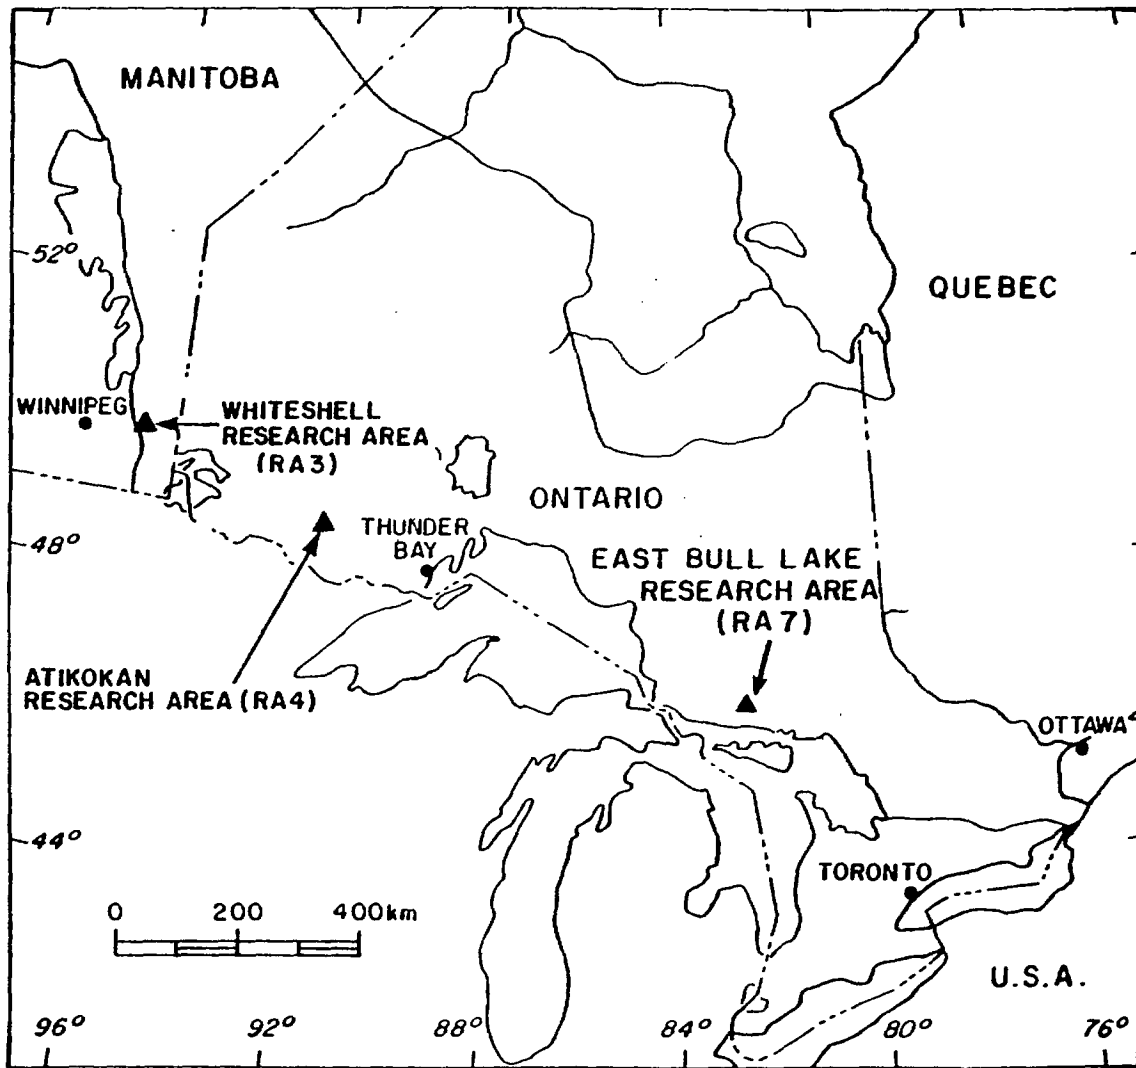 MANITOBA
52°
QUEBEC
WINNIPEG
WHITESHELL
RESEARCH AREA
(RA3)
ONTARIO
THUNDER
BAY
48°
EAST BULL LAKE
RESEARCH AREA
(RA7)
ATIKOKAN
RESEARCH AREA (RA4)
OTTAWA
44°
TORONTO
0 200 400km
U.S.A.
96° 92° 88° 84° 80° 76°